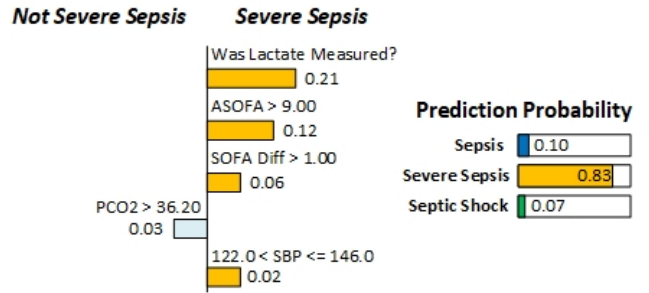 Not Severe Sepsis Severe Sepsis
Was Lactate Measured?
0.21
ASOFA > 9.00
0.12
SOFA Diff > 1.00
0.06
PCO2 > 36.20
0.03
122.0 < SBP <= 146.0
0.02
Prediction Probability
Sepsis 0.10
Severe Sepsis 0.83
Septic Shock 0.07